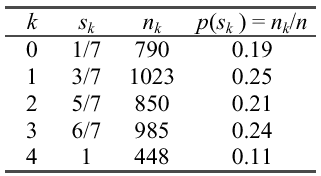 k s_k n_k p(s_k) = n_k/n
0 1/7 790 0.19
1 3/7 1023 0.25
2 5/7 850 0.21
3 6/7 985 0.24
4 1 448 0.11